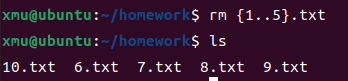 xmu@ubuntu:~/homework$ rm {1..5}.txt
xmu@ubuntu:~/homework$ ls
10.txt  6.txt  7.txt  8.txt  9.txt